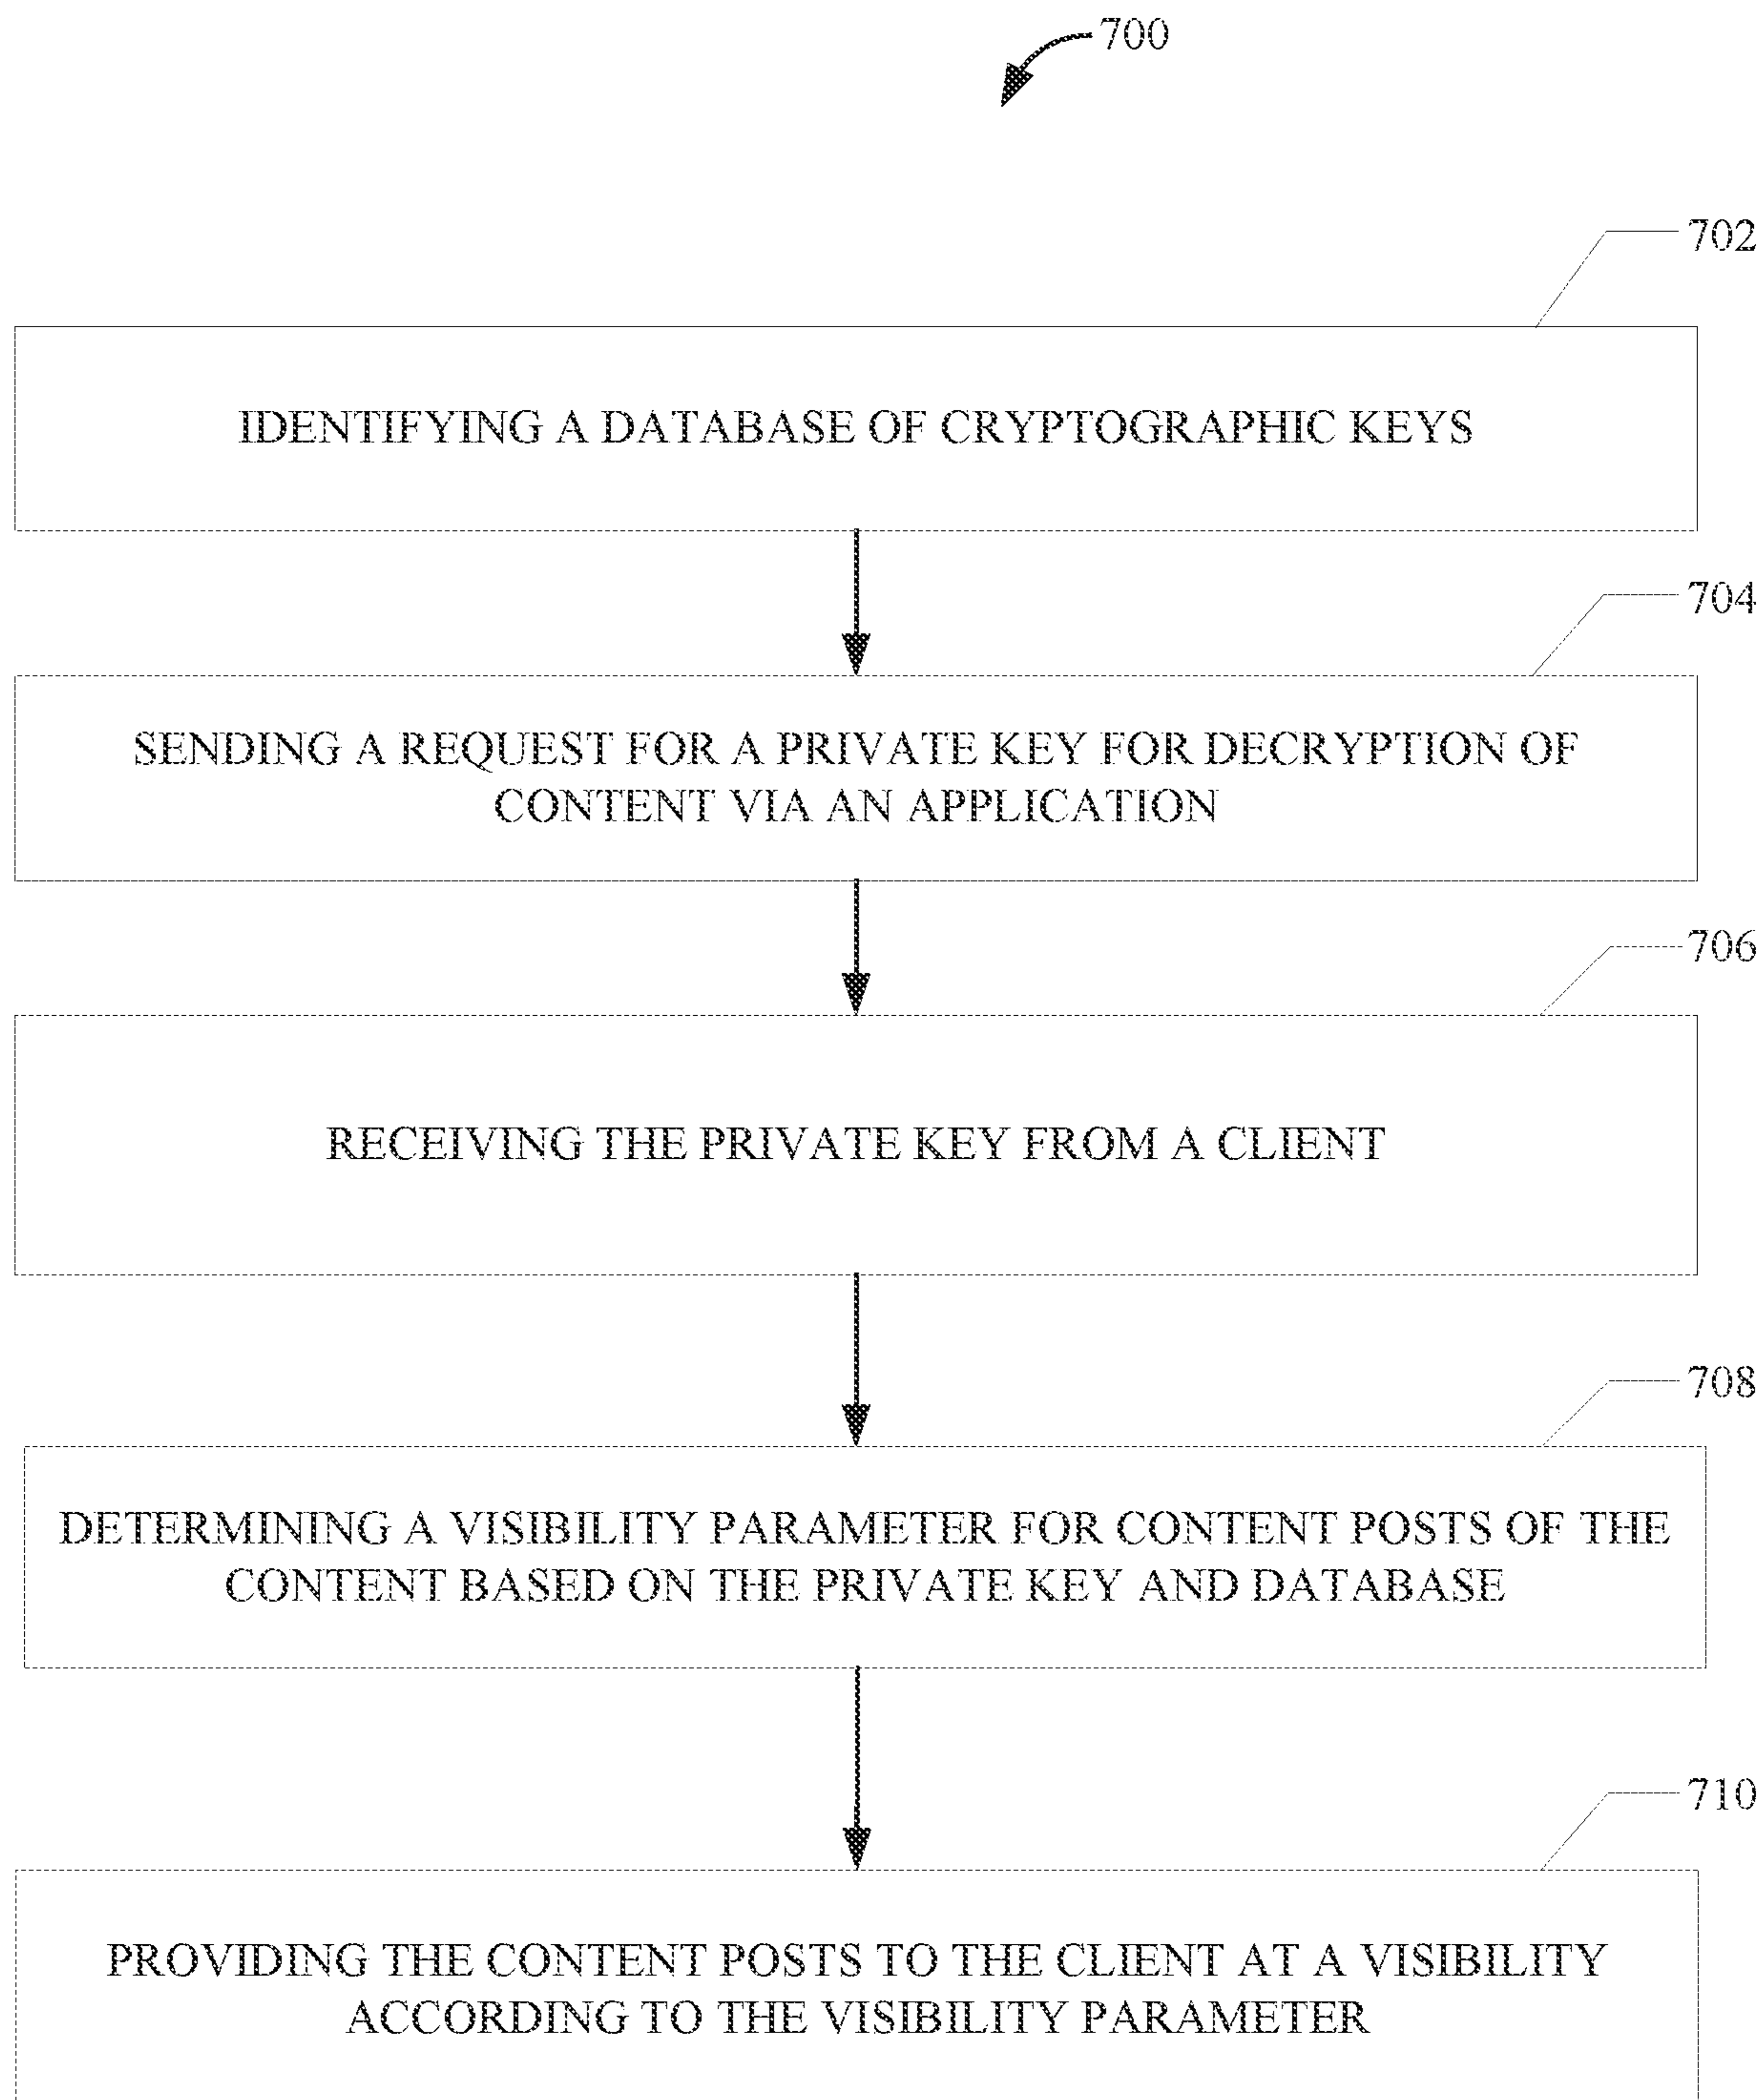 700
702
IDENTIFYING A DATABASE OF CRYPTOGRAPHIC KEYS
704
SENDING A REQUEST FOR A PRIVATE KEY FOR DECRYPTION OF
CONTENT VIA AN APPLICATION
706
RECEIVING THE PRIVATE KEY FROM A CLIENT
708
DETERMINING A VISIBILITY PARAMETER FOR CONTENT POSTS OF THE
CONTENT BASED ON THE PRIVATE KEY AND DATABASE
710
PROVIDING THE CONTENT POSTS TO THE CLIENT AT A VISIBILITY
ACCORDING TO THE VISIBILITY PARAMETER